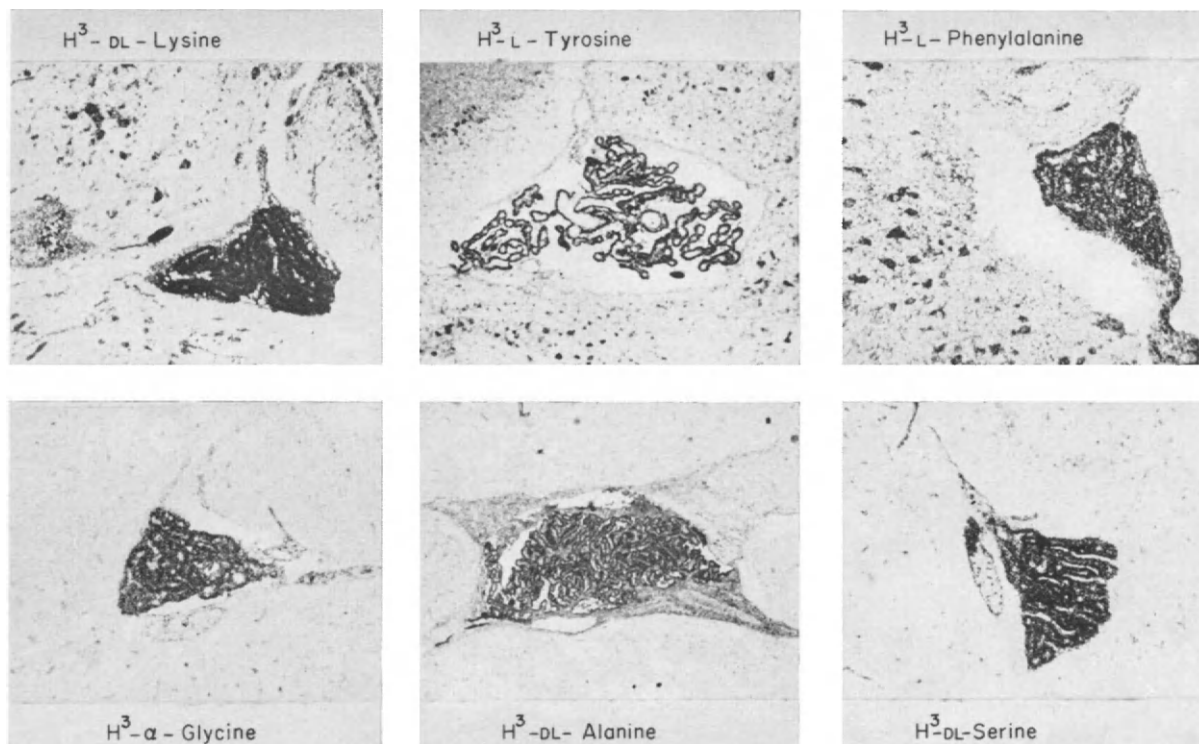 H³- DL - Lysine
H³- L - Tyrosine
H³-L- Phenylalanine
H³-α - Glycine
H³-DL- Alanine
H³-DL-Serine